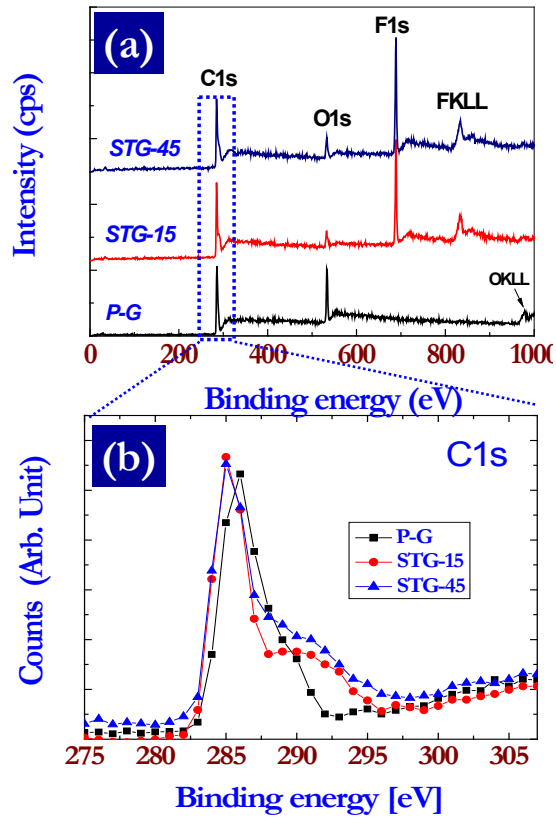 (a)
F1s
C1s
O1s
FKLL
STG-45
STG-15
P-G
OKLL
Intensity (cps)
0 200 400 600 800 1000
Binding energy (eV)
(b)
C1s
P-G
STG-15
STG-45
Counts (Arb. Unit)
275 280 285 290 295 300 305
Binding energy [eV]